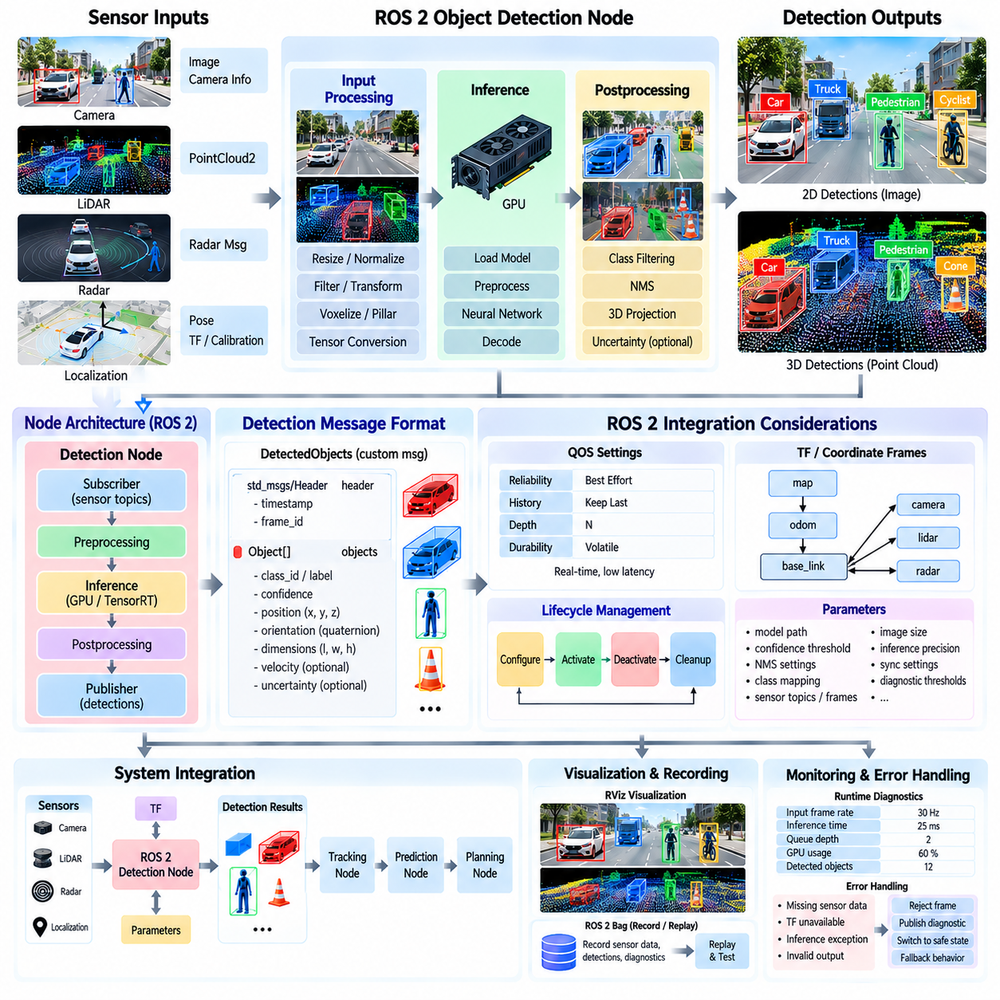 Sensor Inputs
ROS 2 Object Detection Node
Detection Outputs
Image
Camera Info
Camera
PointCloud2
LiDAR
Radar Msg
Radar
Pose
TF / Calibration
Localization
Input
Processing
Resize / Normalize
Filter / Transform
Voxelize / Pillar
Tensor Conversion
Inference
GPU
Load Model
Preprocess
Neural Network
Decode
Postprocessing
Class Filtering
NMS
3D Projection
Uncertainty (optional)
Car
Truck
Pedestrian
Cyclist
2D Detections (Image)
Car
Truck
Pedestrian
Cone
3D Detections (Point Cloud)
Node Architecture (ROS 2)
Detection Node
Subscriber
(sensor topics)
Preprocessing
Inference
(GPU / TensorRT)
Postprocessing
Publisher
(detections)
Detection Message Format
DetectedObjects (custom msg)
std_msgs/Header header
- timestamp
- frame_id
Object[] objects
- class_id / label
- confidence
- position (x, y, z)
- orientation (quaternion)
- dimensions (l, w, h)
- velocity (optional)
- uncertainty (optional)
•••
ROS 2 Integration Considerations
QOS Settings
Reliability Best Effort
History Keep Last
Depth N
Durability Volatile
Real-time, low latency
TF / Coordinate Frames
map
odom
base_link
camera
lidar
radar
Lifecycle Management
Configure
Activate
Deactivate
Cleanup
Parameters
• model path
• confidence threshold
• NMS settings
• class mapping
• sensor topics / frames
• image size
• inference precision
• sync settings
• diagnostic thresholds
• ...
System Integration
Sensors
Camera
LiDAR
Radar
Localization
TF
ROS 2
Detection Node
Parameters
Detection Results
•••
Tracking
Node
Prediction
Node
Planning
Node
Visualization & Recording
RViz Visualization
ROS 2 Bag (Record / Replay)
Record sensor data,
detections, diagnostics
Replay
& Test
Monitoring & Error Handling
Runtime Diagnostics
Input frame rate 30 Hz
Inference time 25 ms
Queue depth 2
GPU usage 60 %
Detected objects 12
Error Handling
• Missing sensor data
• TF unavailable
• Inference exception
• Invalid output
Reject frame
Publish diagnostic
Switch to safe state
Fallback behavior